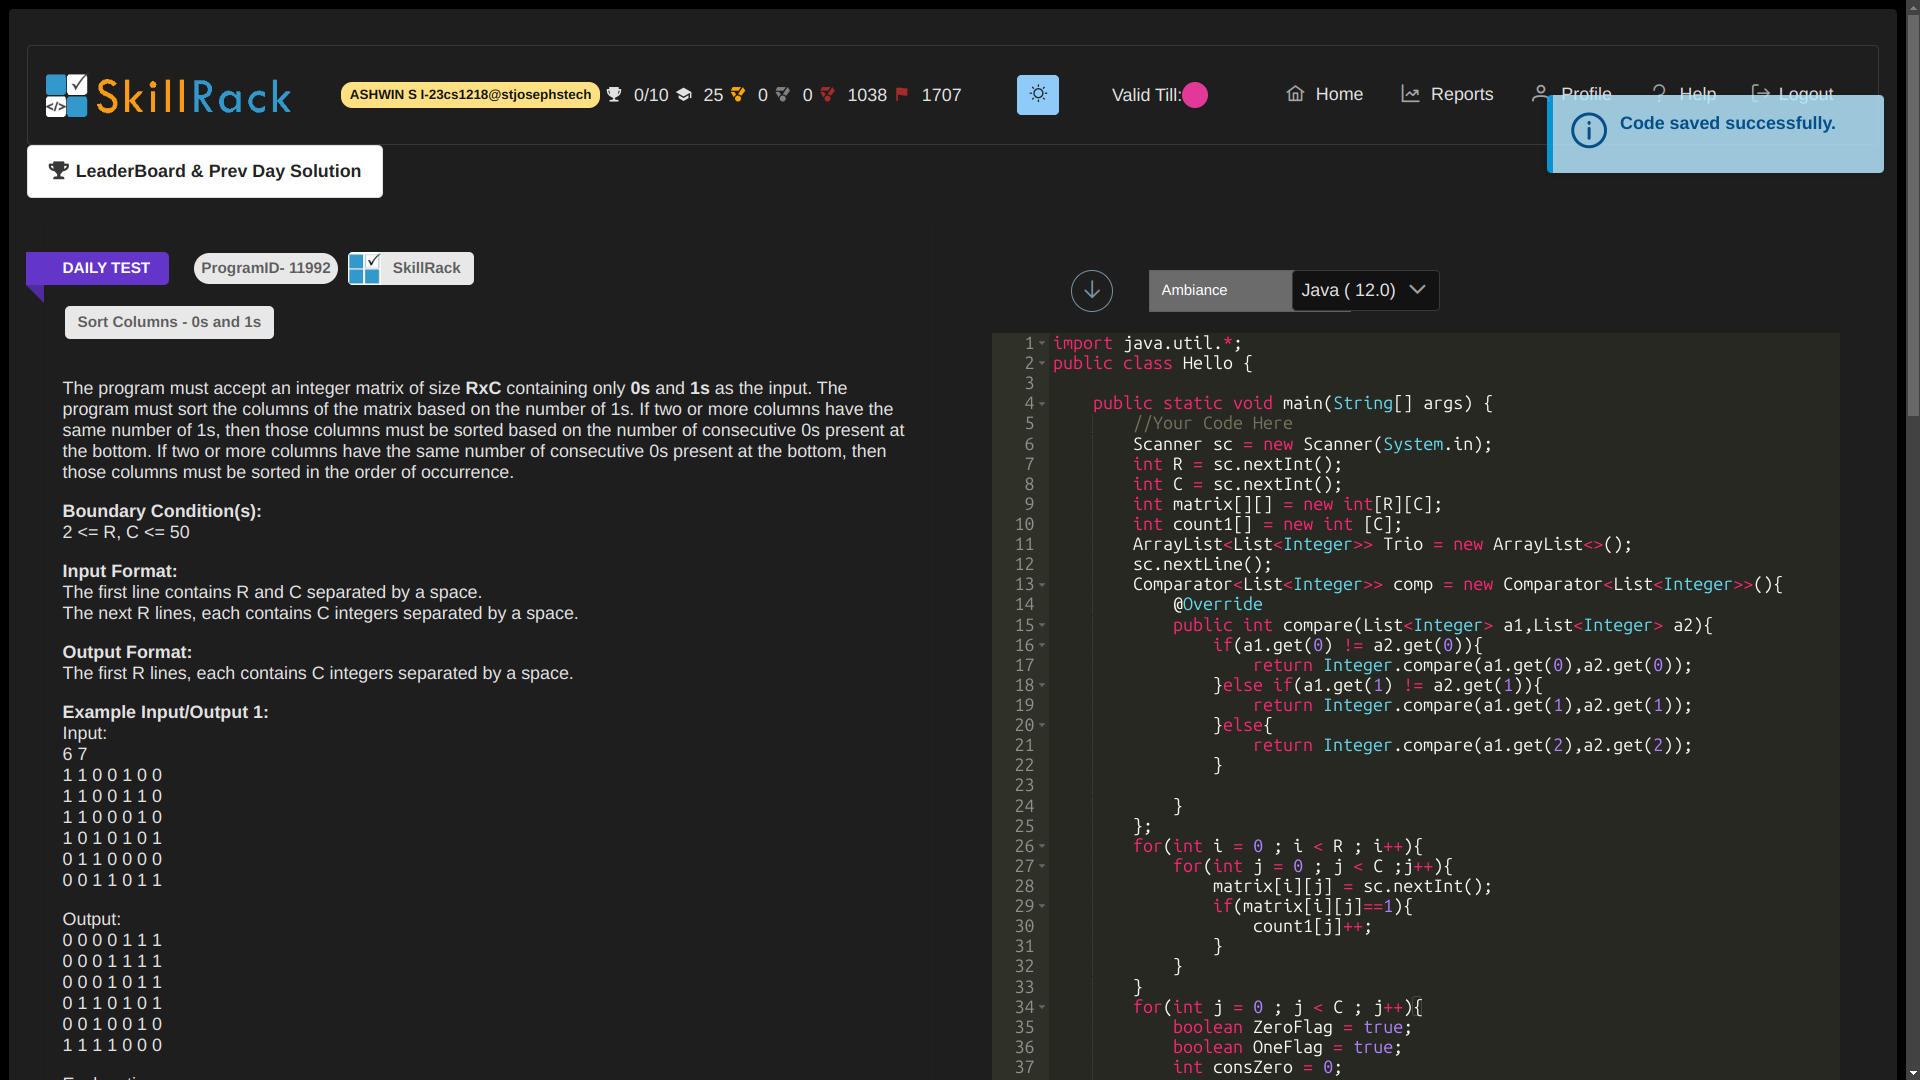 SkillRack
ASHWIN S I-23cs1218@stjosephstech 0/10 25 0 0 1038 1707
Valid Till:
Home
Reports
Profile
Help
Logout
Code saved successfully.
LeaderBoard & Prev Day Solution
DAILY TEST
ProgramID- 11992
SkillRack
Sort Columns - 0s and 1s
The program must accept an integer matrix of size RxC containing only 0s and 1s as the input. The
program must sort the columns of the matrix based on the number of 1s. If two or more columns have the
same number of 1s, then those columns must be sorted based on the number of consecutive 0s present at
the bottom. If two or more columns have the same number of consecutive 0s present at the bottom, then
those columns must be sorted in the order of occurrence.
Boundary Condition(s):
2 <= R, C <= 50
Input Format:
The first line contains R and C separated by a space.
The next R lines, each contains C integers separated by a space.
Output Format:
The first R lines, each contains C integers separated by a space.
Example Input/Output 1:
Input:
6 7
1 1 0 0 1 0 0
1 1 0 0 1 1 0
1 1 0 0 0 1 0
1 0 1 0 1 0 1
0 1 1 0 0 0 0
0 0 1 1 0 1 1
Output:
0 0 0 0 1 1 1
0 0 0 1 1 1 1
0 0 0 1 0 1 1
0 1 1 0 1 0 1
0 0 1 0 0 1 0
1 1 1 1 0 0 0
Ambiance
Java ( 12.0)
1 import java.util.*;
2 public class Hello {
3
4     public static void main(String[] args) {
5         //Your Code Here
6         Scanner sc = new Scanner(System.in);
7         int R = sc.nextInt();
8         int C = sc.nextInt();
9         int matrix[][] = new int[R][C];
10         int count1[] = new int [C];
11         ArrayList<List<Integer>> Trio = new ArrayList<>();
12         sc.nextLine();
13         Comparator<List<Integer>> comp = new Comparator<List<Integer>>(){
14             @Override
15             public int compare(List<Integer> a1,List<Integer> a2){
16                 if(a1.get(0) != a2.get(0)){
17                     return Integer.compare(a1.get(0),a2.get(0));
18                 }else if(a1.get(1) != a2.get(1)){
19                     return Integer.compare(a1.get(1),a2.get(1));
20                 }else{
21                     return Integer.compare(a1.get(2),a2.get(2));
22                 }
23
24             }
25         };
26         for(int i = 0 ; i < R ; i++){
27             for(int j = 0 ; j < C ;j++){
28                 matrix[i][j] = sc.nextInt();
29                 if(matrix[i][j]==1){
30                     count1[j]++;
31                 }
32             }
33         }
34         for(int j = 0 ; j < C ; j++){
35             boolean ZeroFlag = true;
36             boolean OneFlag = true;
37             int consZero = 0;